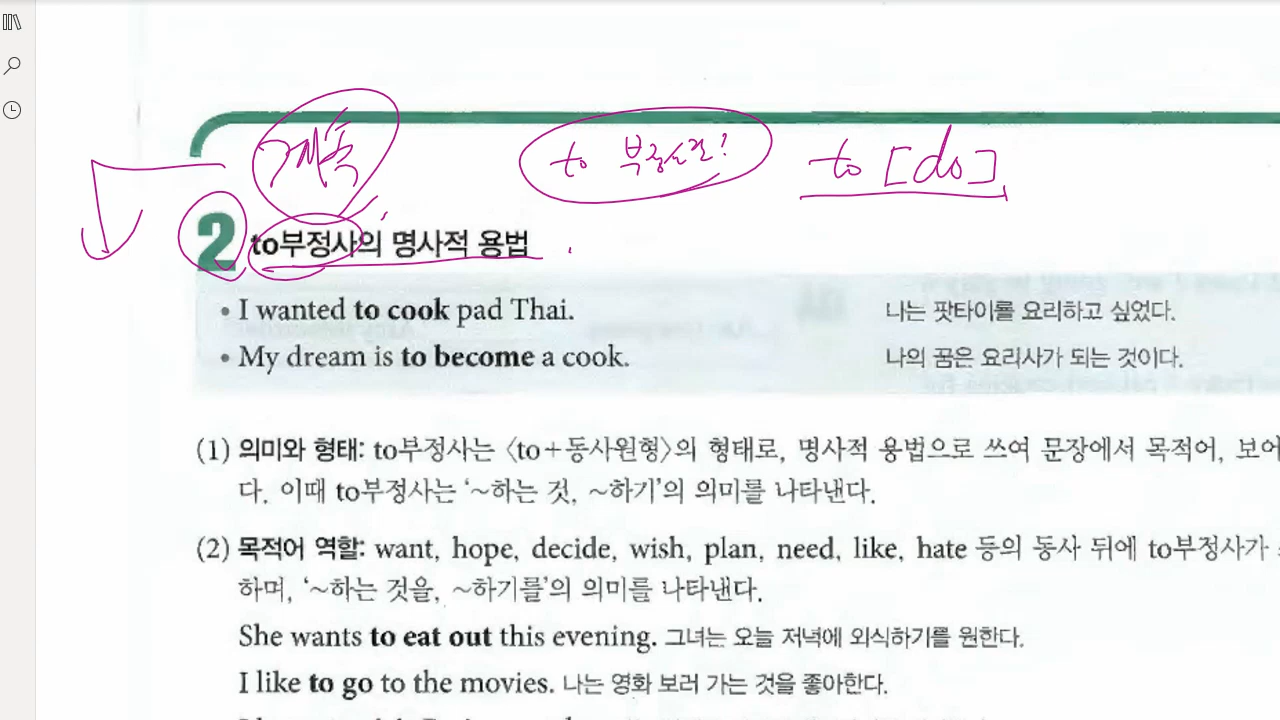 계속
to 부정사란? to [do]
2 to부정사의 명사적 용법
• I wanted to cook pad Thai. 나는 팟타이를 요리하고 싶었다.
• My dream is to become a cook. 나의 꿈은 요리사가 되는 것이다.
(1) 의미와 형태: to부정사는 〈to+동사원형〉의 형태로, 명사적 용법으로 쓰여 문장에서 목적어, 보어
다. 이때 to부정사는 '~하는 것, ~하기'의 의미를 나타낸다.
(2) 목적어 역할: want, hope, decide, wish, plan, need, like, hate 등의 동사 뒤에 to부정사가
하며, '~하는 것을, ~하기를'의 의미를 나타낸다.
She wants to eat out this evening. 그녀는 오늘 저녁에 외식하기를 원한다.
I like to go to the movies. 나는 영화 보러 가는 것을 좋아한다.